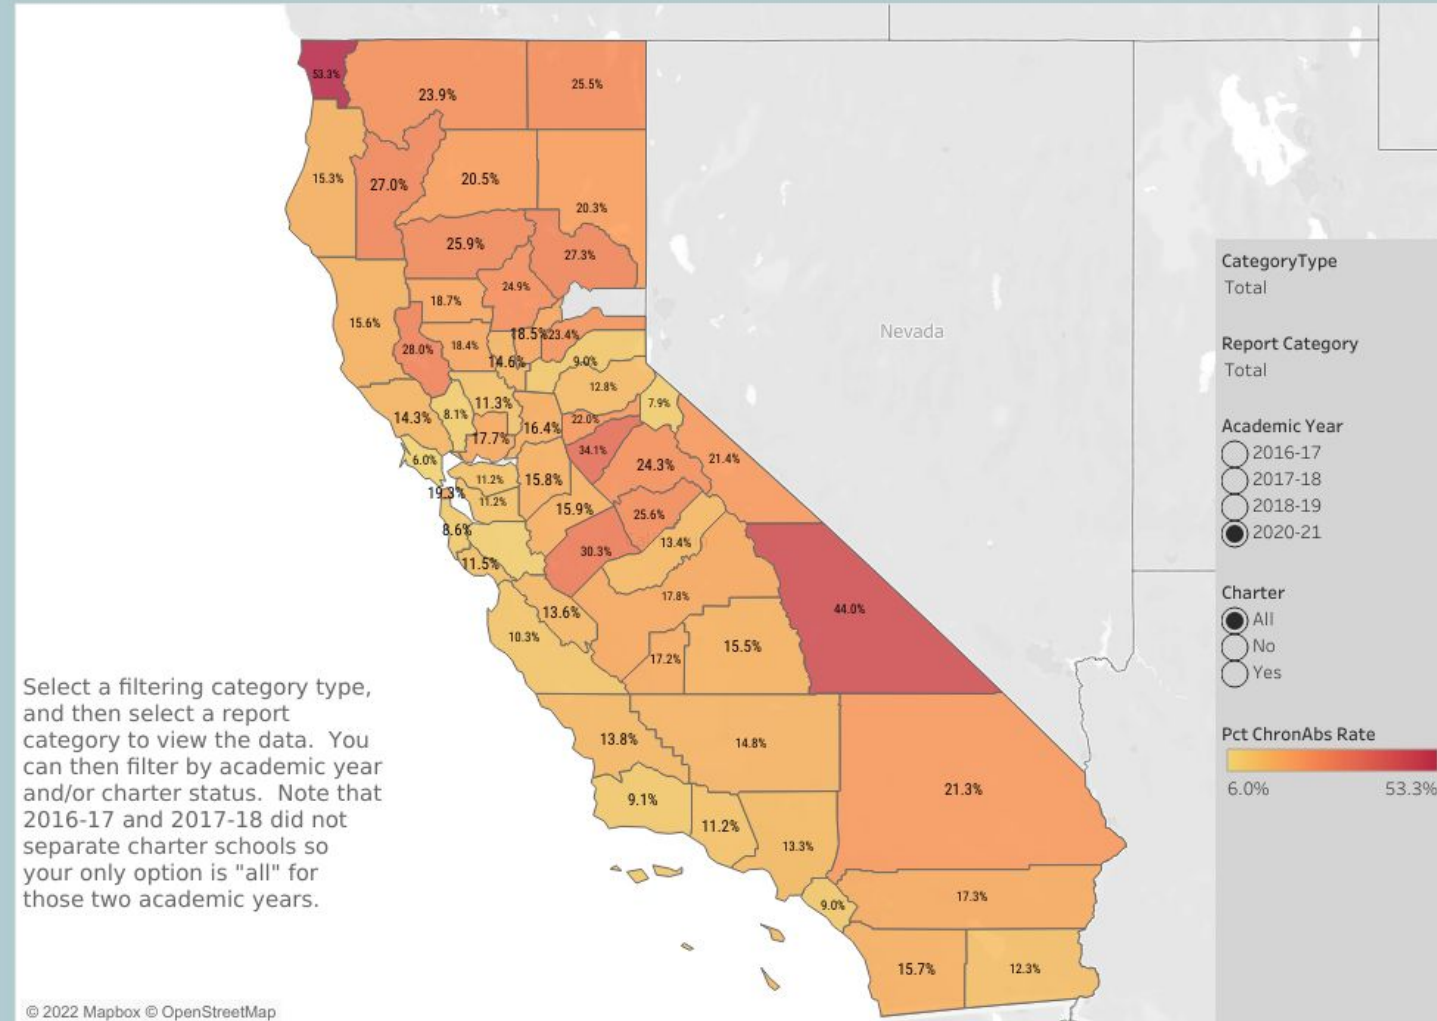 53.3%
23.9%
25.5%
15.3%
27.0%
20.5%
20.3%
25.9%
27.3%
24.9%
18.7%
15.6%
28.0%
18.4%
18.5%
23.4%
14.6%
9.0%
12.8%
7.9%
14.3%
8.1%
11.3%
16.4%
22.0%
17.7%
34.1%
6.0%
24.3%
21.4%
11.2%
15.8%
19.3%
11.2%
15.9%
25.6%
8.6%
30.3%
13.4%
11.5%
17.8%
44.0%
13.6%
10.3%
17.2%
15.5%
13.8%
14.8%
21.3%
9.1%
11.2%
13.3%
9.0%
17.3%
15.7%
12.3%
Nevada
Select a filtering category type,
and then select a report
category to view the data. You
can then filter by academic year
and/or charter status. Note that
2016-17 and 2017-18 did not
separate charter schools so
your only option is "all" for
those two academic years.
CategoryType
Total
Report Category
Total
Academic Year
2016-17
2017-18
2018-19
2020-21
Charter
All
No
Yes
Pct ChronAbs Rate
6.0% 53.3%
© 2022 Mapbox © OpenStreetMap